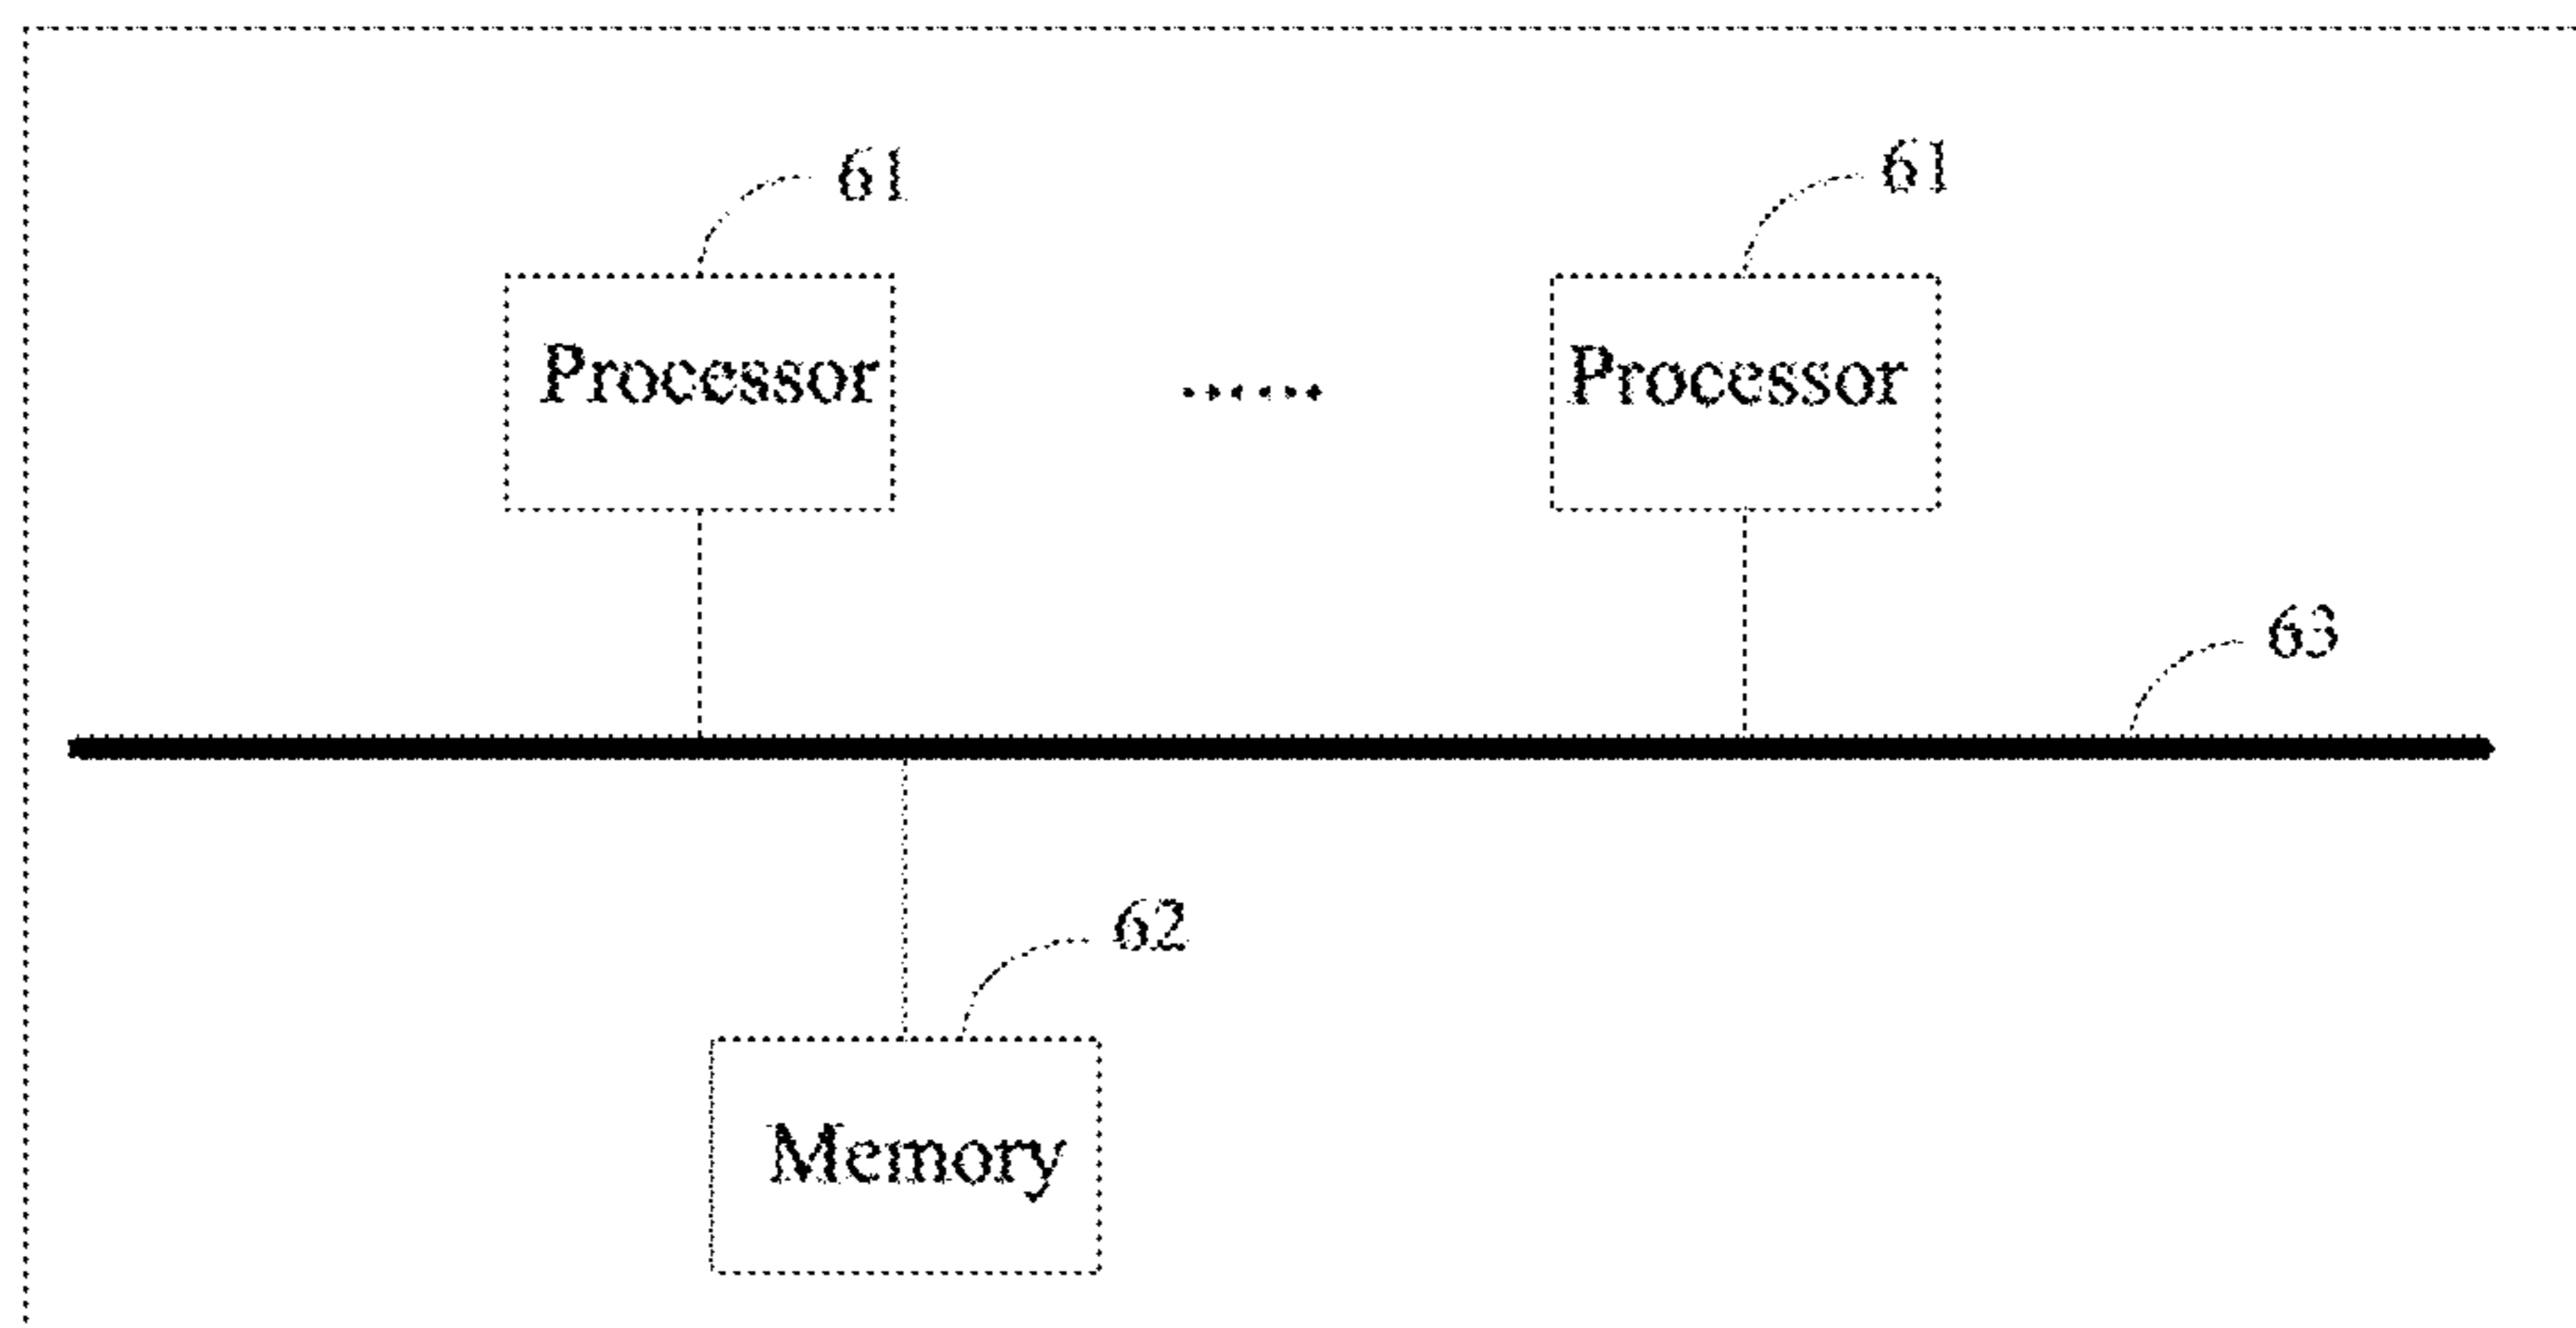 61 61
Processor ...... Processor
63
62
Memory